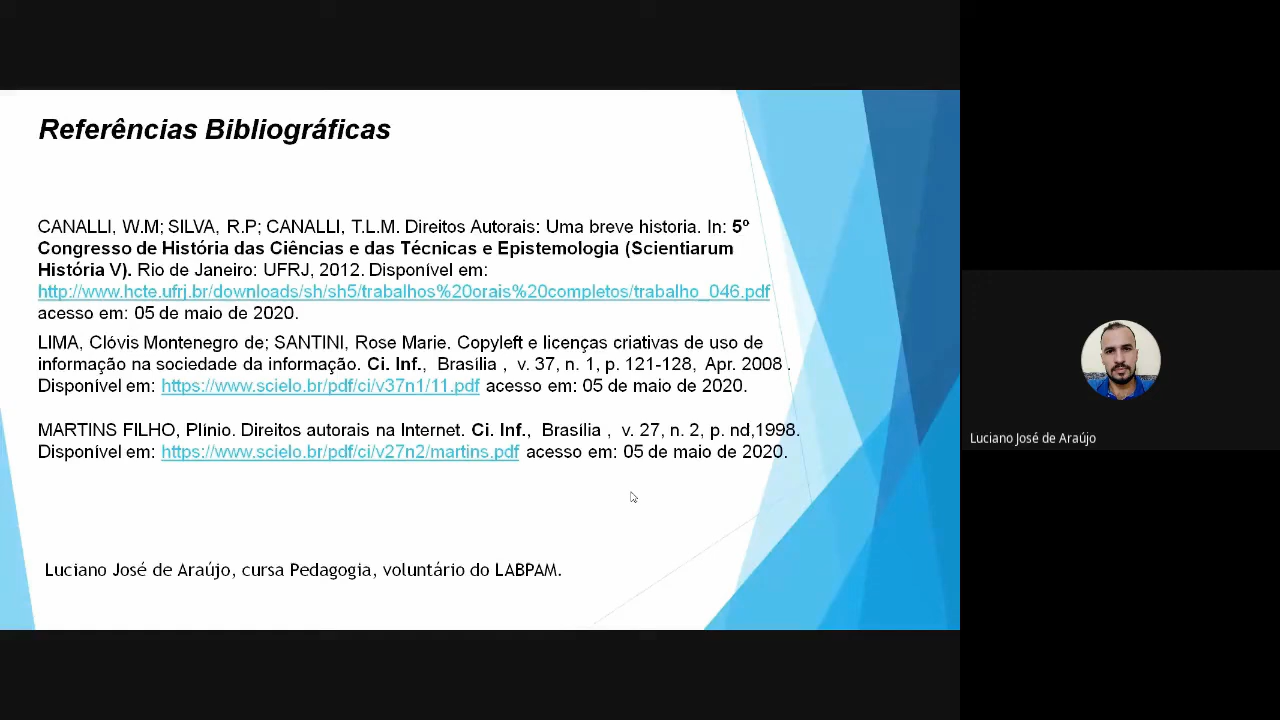 Referências Bibliográficas
CANALLI, W.M; SILVA, R.P; CANALLI, T.L.M. Direitos Autorais: Uma breve historia. In: 5º
Congresso de História das Ciências e das Técnicas e Epistemologia (Scientiarum
História V). Rio de Janeiro: UFRJ, 2012. Disponível em:
http://www.hcte.ufrj.br/downloads/sh/sh5/trabalhos%20orais%20completos/trabalho_046.pdf
acesso em: 05 de maio de 2020.
LIMA, Clóvis Montenegro de; SANTINI, Rose Marie. Copyleft e licenças criativas de uso de
informação na sociedade da informação. Ci. Inf., Brasília , v. 37, n. 1, p. 121-128, Apr. 2008 .
Disponível em: https://www.scielo.br/pdf/ci/v37n1/11.pdf acesso em: 05 de maio de 2020.
MARTINS FILHO, Plínio. Direitos autorais na Internet. Ci. Inf., Brasília , v. 27, n. 2, p. nd,1998.
Disponível em: https://www.scielo.br/pdf/ci/v27n2/martins.pdf acesso em: 05 de maio de 2020.
Luciano José de Araújo, cursa Pedagogia, voluntário do LABPAM.
Luciano José de Araújo